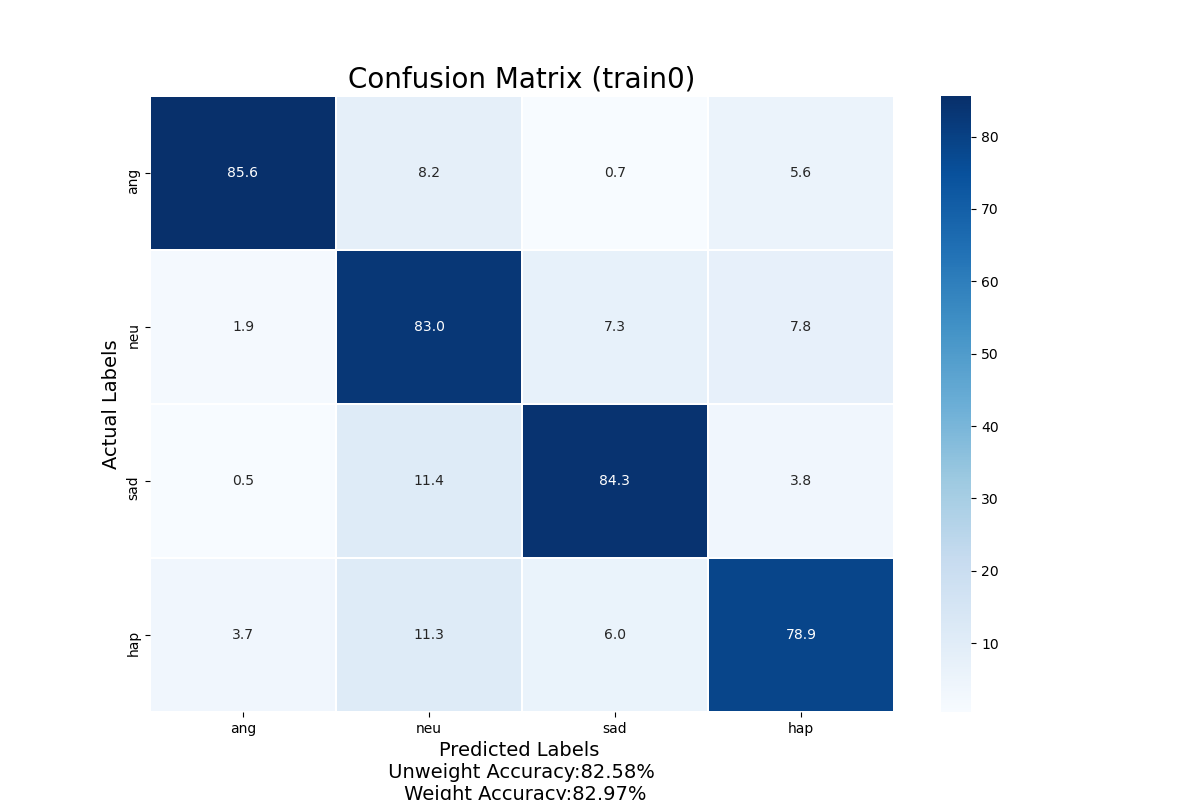 Confusion Matrix (train0)
ang 85.6 8.2 0.7 5.6
neu 1.9 83.0 7.3 7.8
sad 0.5 11.4 84.3 3.8
hap 3.7 11.3 6.0 78.9
ang neu sad hap
Actual Labels
Predicted Labels
Unweight Accuracy:82.58%
Weight Accuracy:82.97%
80
70
60
50
40
30
20
10